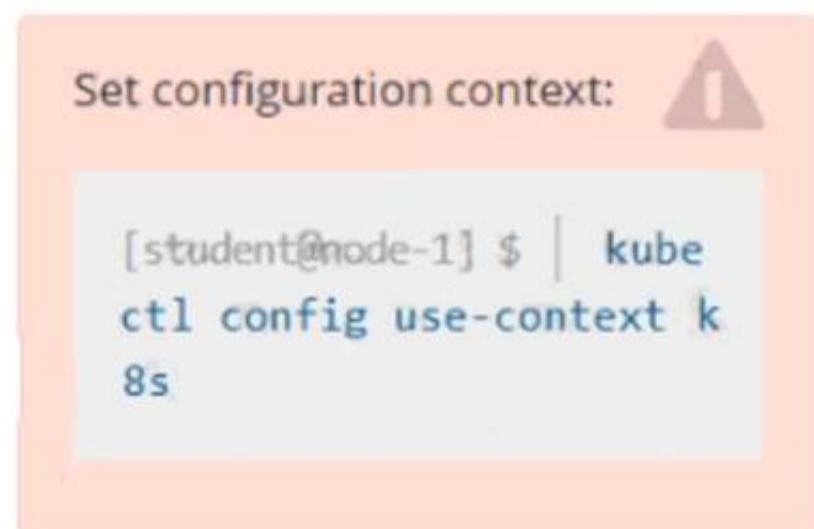 Set configuration context:
[student@node-1] $ | kube
ctl config use-context k
8s